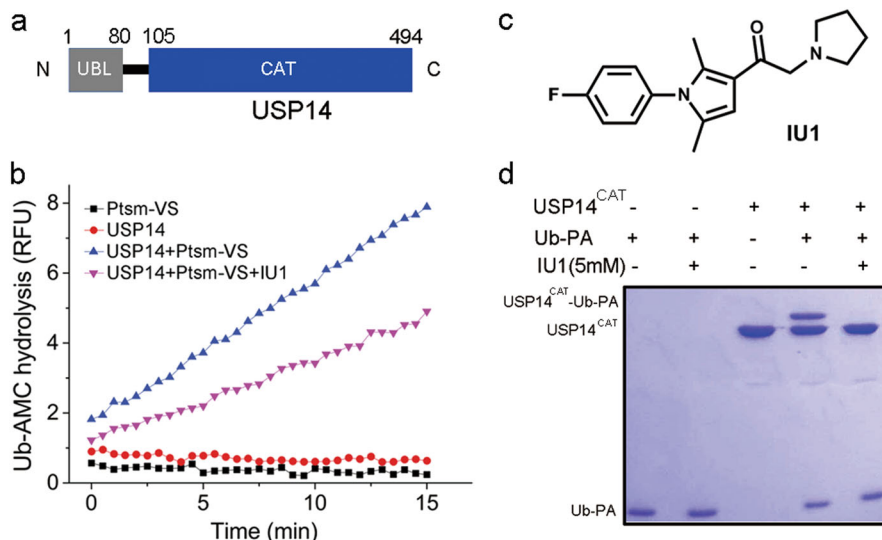 a
1 80 105 494
N UBL CAT C
USP14
b
Ub-AMC hydrolysis (RFU)
8
6
4
2
0
Ptsm-VS
USP14
USP14+Ptsm-VS
USP14+Ptsm-VS+IU1
0 5 10 15
Time (min)
c
O
N
F
N
IU1
d
USP14CAT - - + + +
Ub-PA + + - + +
IU1(5mM) - + - - +
USP14CAT-Ub-PA
USP14CAT
Ub-PA